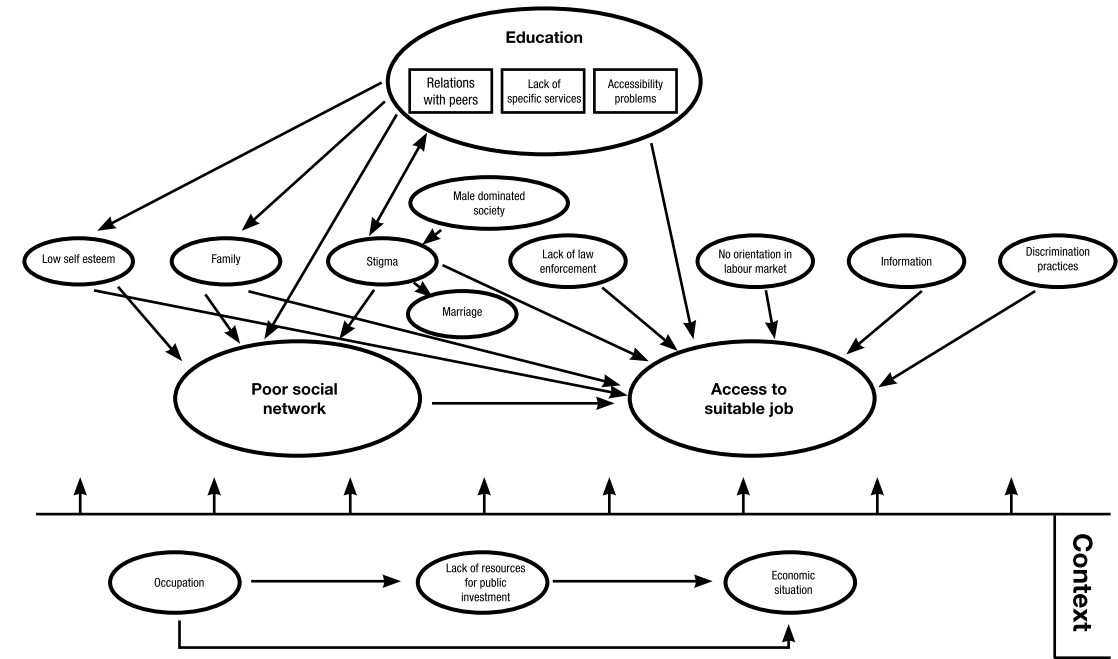 Education
Relations
with peers
Lack of
specific services
Accessibility
problems
Male dominated
society
Low self esteem
Family
Stigma
Lack of law
enforcement
No orientation in
labour market
Information
Discrimination
practices
Marriage
Poor social
network
Access to
suitable job
Occupation
Lack of resources
for public
investment
Economic
situation
Context